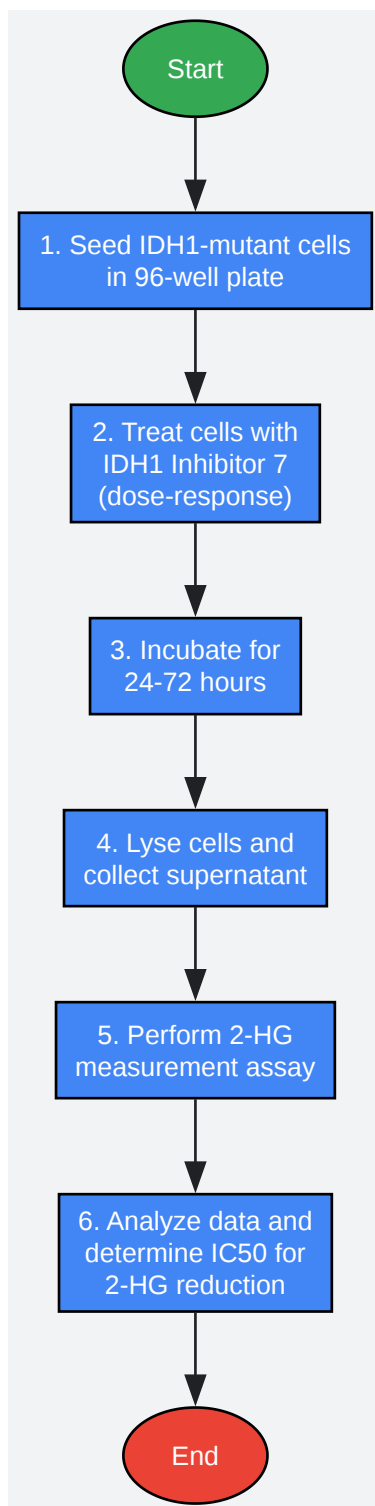 Start
1. Seed IDH1-mutant cells
in 96-well plate
2. Treat cells with
IDH1 Inhibitor 7
(dose-response)
3. Incubate for
24-72 hours
4. Lyse cells and
collect supernatant
5. Perform 2-HG
measurement assay
6. Analyze data and
determine IC50 for
2-HG reduction
End